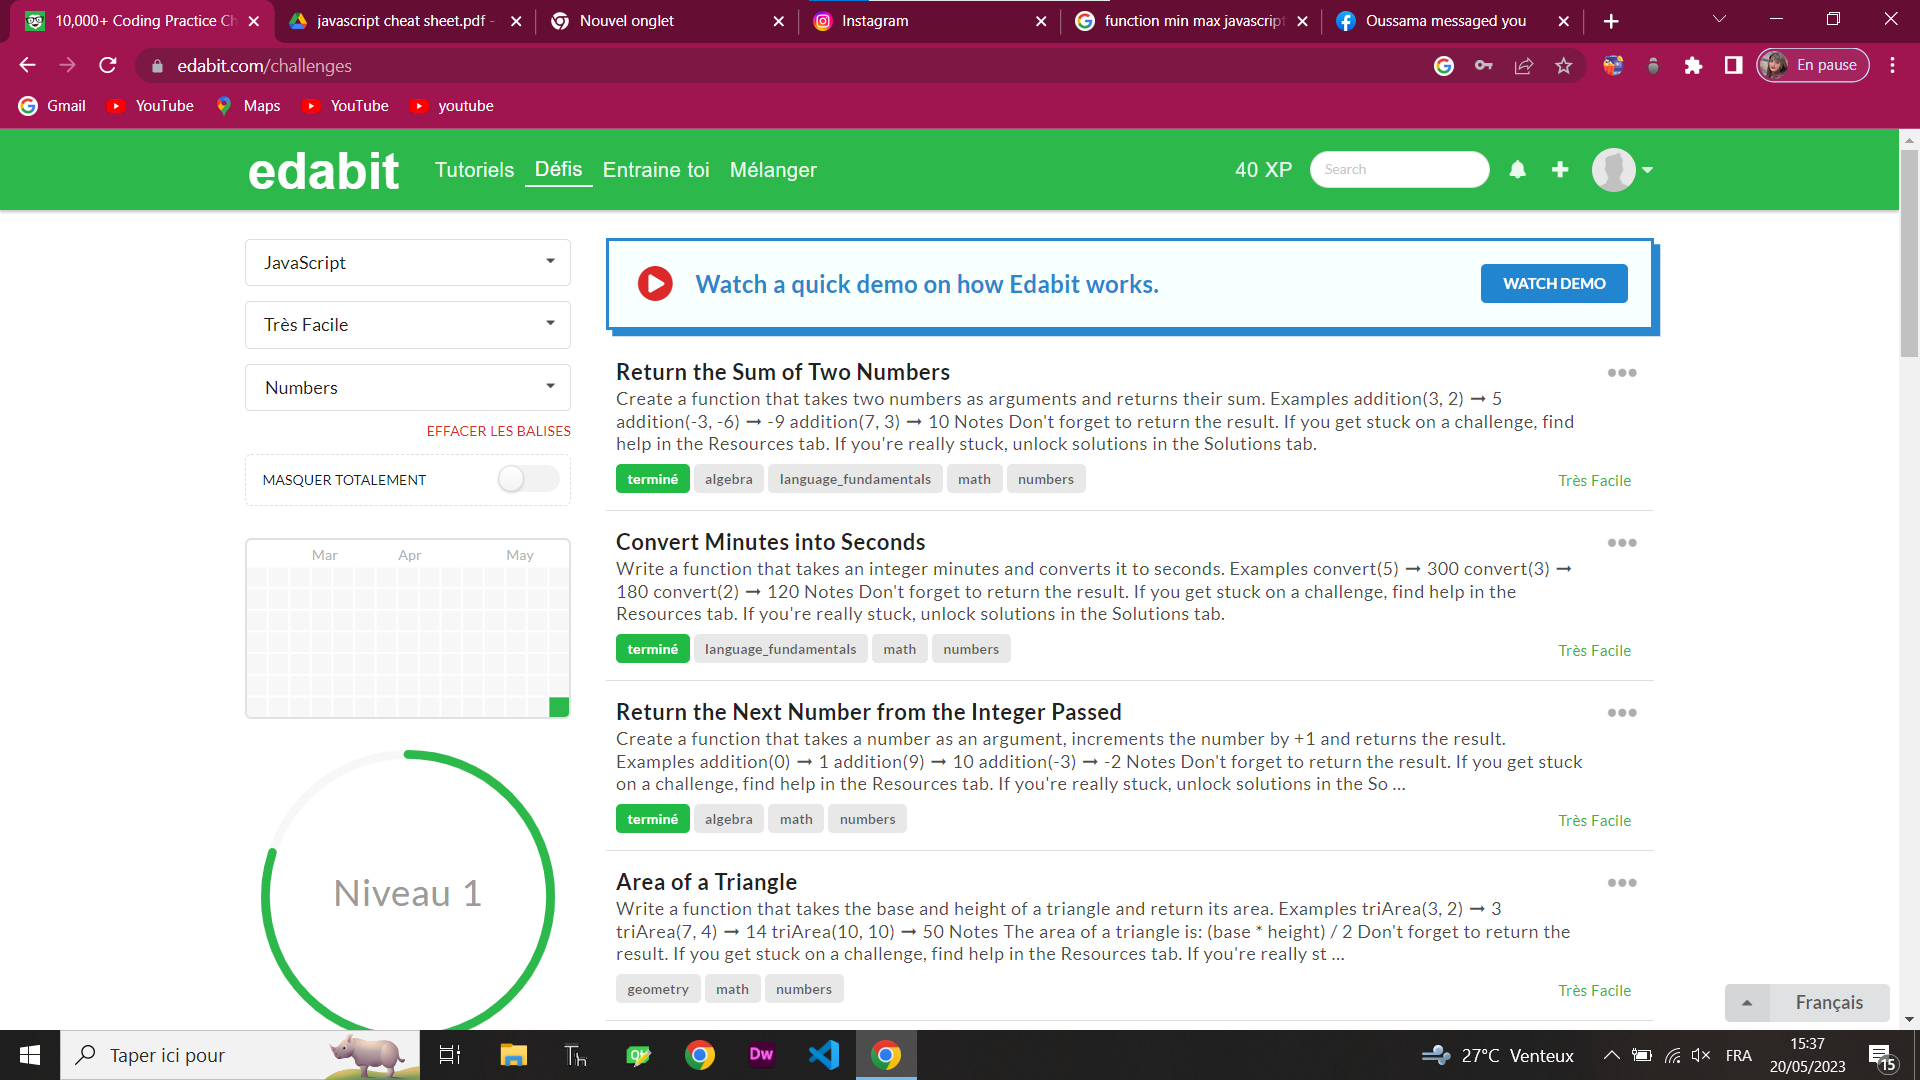 10,000+ Coding Practice Ch
javascript cheat sheet.pdf -
Nouvel onglet
Instagram
function min max javascript
Oussama messaged you
edabit.com/challenges
En pause
Gmail
YouTube
Maps
YouTube
youtube
edabit
Tutoriels
Défis
Entraine toi
Mélanger
40 XP
Search
JavaScript
Très Facile
Numbers
EFFACER LES BALISES
MASQUER TOTALEMENT
Mar
Apr
May
Niveau 1
Watch a quick demo on how Edabit works.
WATCH DEMO
Return the Sum of Two Numbers
Create a function that takes two numbers as arguments and returns their sum. Examples addition(3, 2) ➞ 5
addition(-3, -6) ➞ -9 addition(7, 3) ➞ 10 Notes Don't forget to return the result. If you get stuck on a challenge, find
help in the Resources tab. If you're really stuck, unlock solutions in the Solutions tab.
terminé
algebra
language_fundamentals
math
numbers
Très Facile
Convert Minutes into Seconds
Write a function that takes an integer minutes and converts it to seconds. Examples convert(5) ➞ 300 convert(3) ➞
180 convert(2) ➞ 120 Notes Don't forget to return the result. If you get stuck on a challenge, find help in the
Resources tab. If you're really stuck, unlock solutions in the Solutions tab.
terminé
language_fundamentals
math
numbers
Très Facile
Return the Next Number from the Integer Passed
Create a function that takes a number as an argument, increments the number by +1 and returns the result.
Examples addition(0) ➞ 1 addition(9) ➞ 10 addition(-3) ➞ -2 Notes Don't forget to return the result. If you get stuck
on a challenge, find help in the Resources tab. If you're really stuck, unlock solutions in the So ...
terminé
algebra
math
numbers
Très Facile
Area of a Triangle
Write a function that takes the base and height of a triangle and return its area. Examples triArea(3, 2) ➞ 3
triArea(7, 4) ➞ 14 triArea(10, 10) ➞ 50 Notes The area of a triangle is: (base * height) / 2 Don't forget to return the
result. If you get stuck on a challenge, find help in the Resources tab. If you're really st ...
geometry
math
numbers
Très Facile
Français
Taper ici pour
Dw
27°C Venteux
FRA
15:37
20/05/2023
15